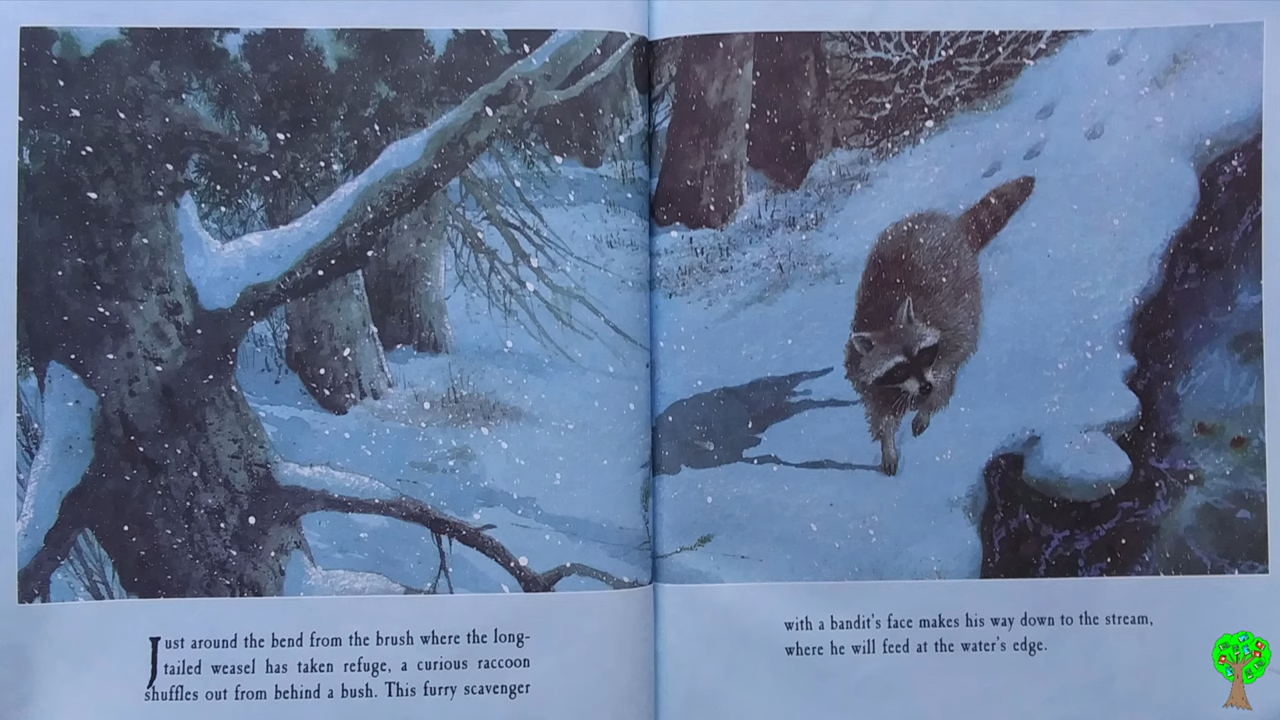 Just around the bend from the brush where the long-
tailed weasel has taken refuge, a curious raccoon
shuffles out from behind a bush. This furry scavenger
with a bandit's face makes his way down to the stream,
where he will feed at the water's edge.